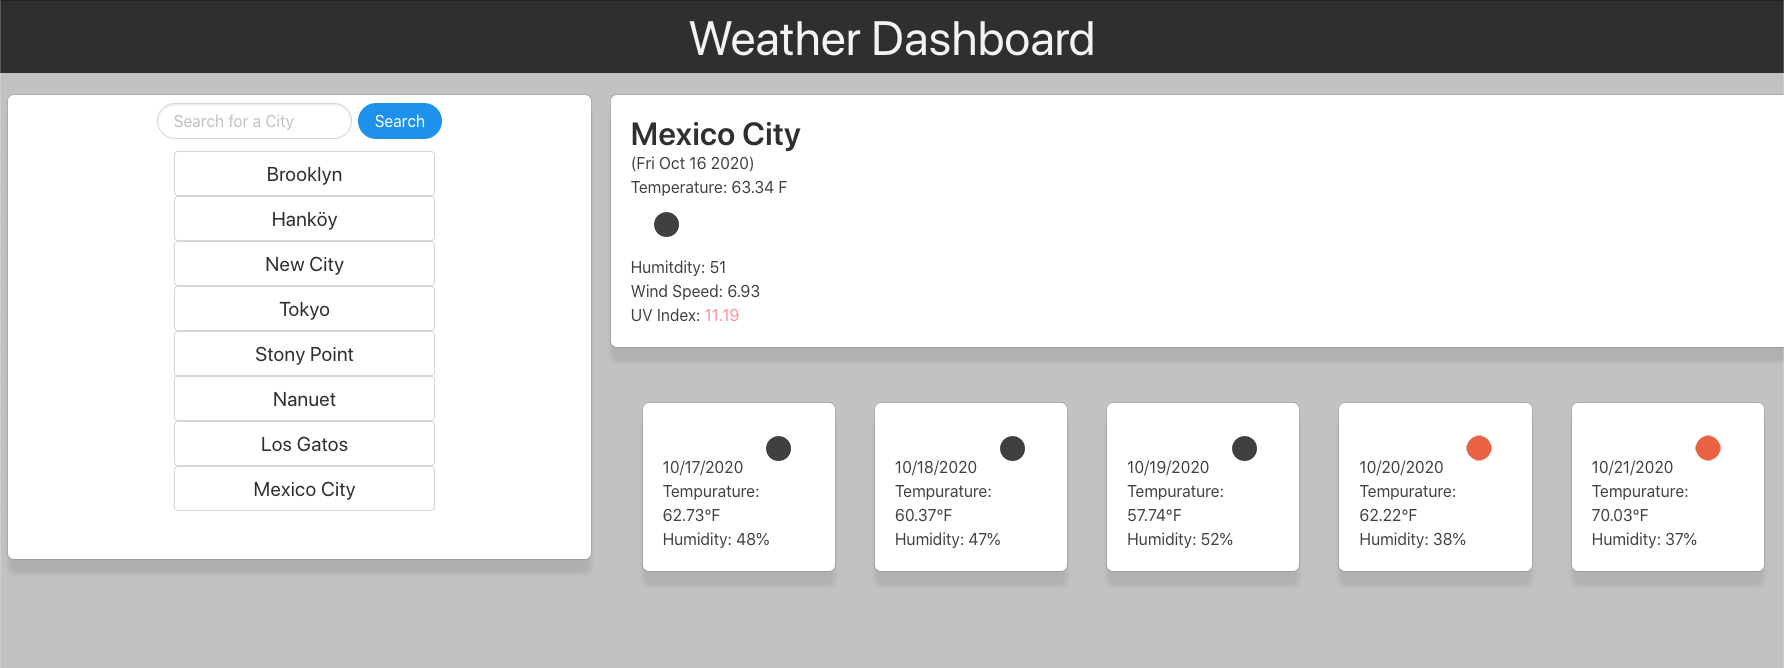 Weather Dashboard
Search for a City
Search
Brooklyn
Hanköy
New City
Tokyo
Stony Point
Nanuet
Los Gatos
Mexico City
Mexico City
(Fri Oct 16 2020)
Temperature: 63.34 F
Humitdity: 51
Wind Speed: 6.93
UV Index: 11.19
10/17/2020
Tempurature:
62.73°F
Humidity: 48%
10/18/2020
Tempurature:
60.37°F
Humidity: 47%
10/19/2020
Tempurature:
57.74°F
Humidity: 52%
10/20/2020
Tempurature:
62.22°F
Humidity: 38%
10/21/2020
Tempurature:
70.03°F
Humidity: 37%